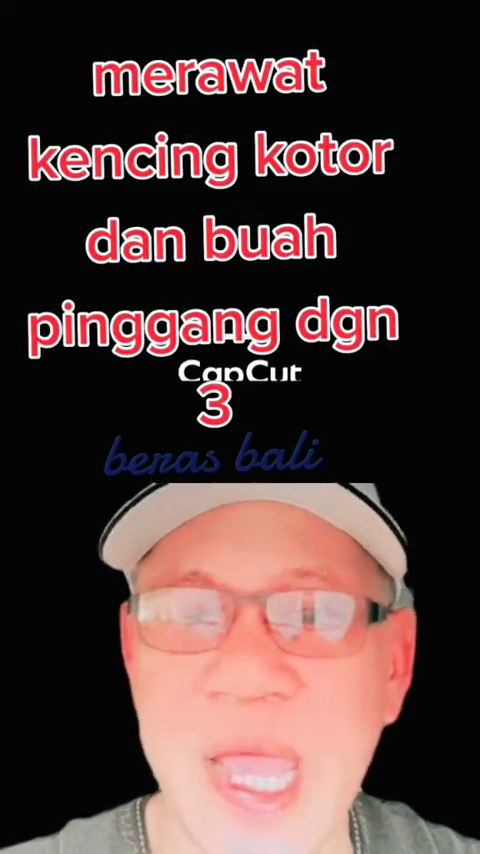 merawat
kencing kotor
dan buah
pinggang dgn
CapCut
3
beras bali